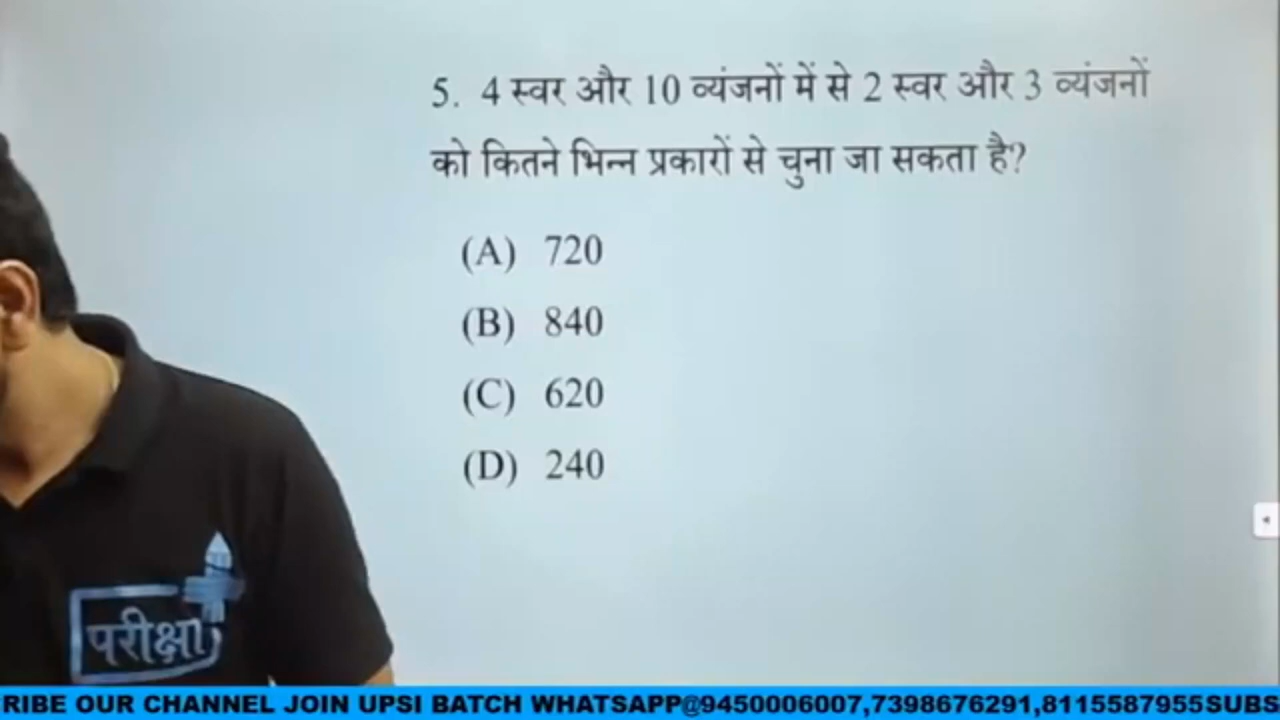 5. 4 स्वर और 10 व्यंजनों में से 2 स्वर और 3 व्यंजनों
को कितने भिन्न प्रकारों से चुना जा सकता है?
(A) 720
(B) 840
(C) 620
(D) 240
परीक्षा
RIBE OUR CHANNEL JOIN UPSI BATCH WHATSAPP@9450006007,7398676291,8115587955SUBS